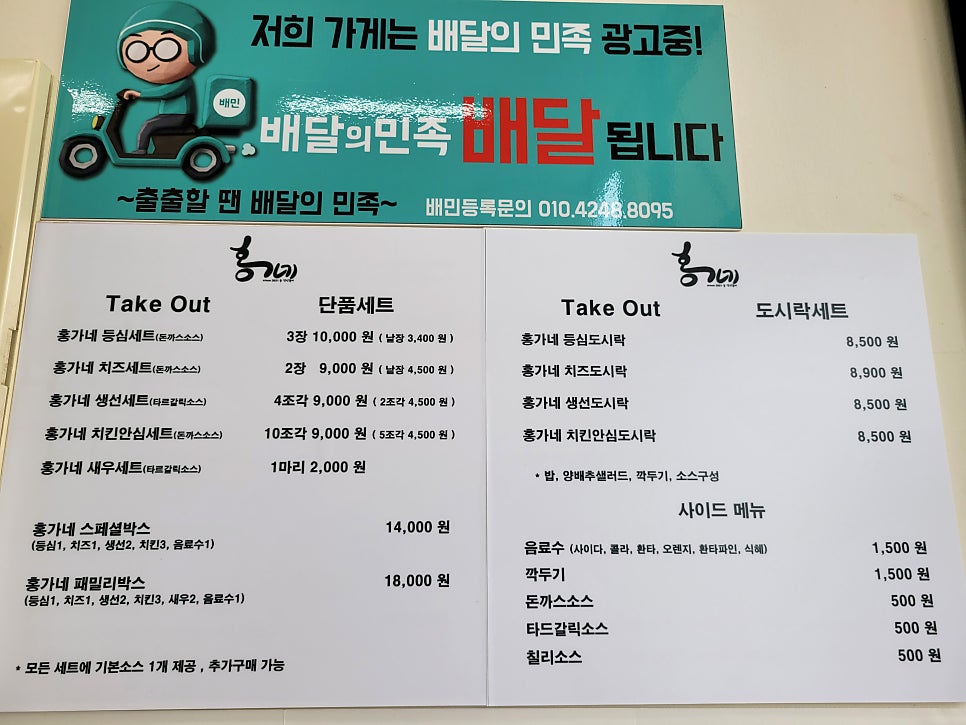 저희 가게는 배달의 민족 광고중!
배민
배달의민족 배달 됩니다
~출출할 땐 배달의 민족~ 배민등록문의 010.4248.8095
홍가네
Take Out 단품세트
홍가네 등심세트(돈까스소스) 3장 10,000 원 ( 낱장 3,400 원 )
홍가네 치즈세트(돈까스소스) 2장 9,000 원 ( 낱장 4,500 원 )
홍가네 생선세트(타르갈릭소스) 4조각 9,000 원 ( 2조각 4,500 원 )
홍가네 치킨안심세트(돈까스소스) 10조각 9,000 원 ( 5조각 4,500 원 )
홍가네 새우세트(타르갈릭소스) 1마리 2,000 원
홍가네 스페셜박스 14,000 원
(등심1, 치즈1, 생선2, 치킨3, 음료수1)
홍가네 패밀리박스 18,000 원
(등심1, 치즈1, 생선2, 치킨3, 새우2, 음료수1)
* 모든 세트에 기본소스 1개 제공 , 추가구매 가능
홍가네
Take Out 도시락세트
홍가네 등심도시락 8,500 원
홍가네 치즈도시락 8,900 원
홍가네 생선도시락 8,500 원
홍가네 치킨안심도시락 8,500 원
* 밥, 양배추샐러드, 깍두기, 소스구성
사이드 메뉴
음료수 (사이다, 콜라, 환타, 오렌지, 환타파인, 식혜) 1,500 원
깍두기 1,500 원
돈까스소스 500 원
타드갈릭소스 500 원
칠리소스 500 원